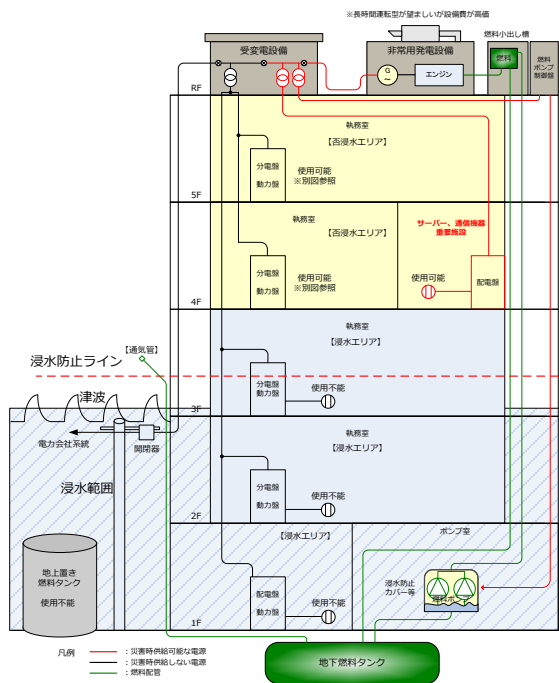 ※長時間運転型が望ましいが設備費が高価
受変電設備
非常用発電設備
燃料小出し槽
燃料
燃料
ポンプ
制御盤
G
～
エンジン
RF
執務室
【否浸水エリア】
分電盤
動力盤
使用可能
※別図参照
5F
執務室
【否浸水エリア】
サーバー、通信機器
重要施設
分電盤
動力盤
使用可能
※別図参照
使用可能
配電盤
4F
執務室
【浸水エリア】
【通気管】
浸水防止ライン
分電盤
動力盤
使用不能
津波
3F
執務室
【浸水エリア】
電力会社系統
開閉器
浸水範囲
分電盤
動力盤
使用不能
2F
【浸水エリア】
ポンプ室
地上置き
燃料タンク
使用不能
配電盤
動力盤
使用不能
浸水防止
カバー等
燃料ポンプ
1F
凡例
：災害時供給可能な電源
：災害時供給しない電源
：燃料配管
地下燃料タンク